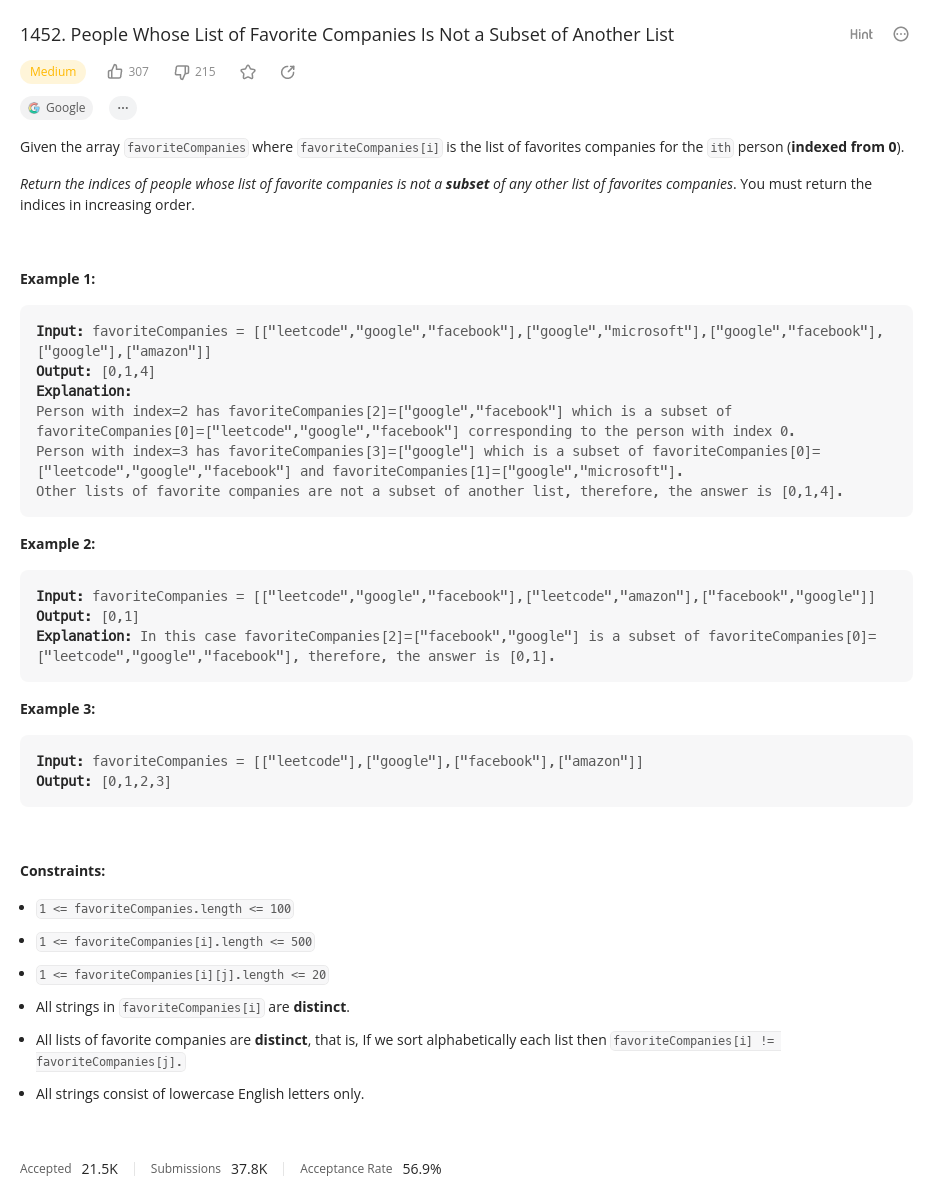 1452. People Whose List of Favorite Companies Is Not a Subset of Another List
Hint
Medium 307 215
Google ...
Given the array favoriteCompanies where favoriteCompanies[i] is the list of favorites companies for the ith person (indexed from 0).
Return the indices of people whose list of favorite companies is not a subset of any other list of favorites companies. You must return the
indices in increasing order.
Example 1:
Input: favoriteCompanies = [["leetcode","google","facebook"],["google","microsoft"],["google","facebook"],
["google"],["amazon"]]
Output: [0,1,4]
Explanation:
Person with index=2 has favoriteCompanies[2]=["google","facebook"] which is a subset of
favoriteCompanies[0]=["leetcode","google","facebook"] corresponding to the person with index 0.
Person with index=3 has favoriteCompanies[3]=["google"] which is a subset of favoriteCompanies[0]=
["leetcode","google","facebook"] and favoriteCompanies[1]=["google","microsoft"].
Other lists of favorite companies are not a subset of another list, therefore, the answer is [0,1,4].
Example 2:
Input: favoriteCompanies = [["leetcode","google","facebook"],["leetcode","amazon"],["facebook","google"]]
Output: [0,1]
Explanation: In this case favoriteCompanies[2]=["facebook","google"] is a subset of favoriteCompanies[0]=
["leetcode","google","facebook"], therefore, the answer is [0,1].
Example 3:
Input: favoriteCompanies = [["leetcode"],["google"],["facebook"],["amazon"]]
Output: [0,1,2,3]
Constraints:
• 1 <= favoriteCompanies.length <= 100
• 1 <= favoriteCompanies[i].length <= 500
• 1 <= favoriteCompanies[i][j].length <= 20
• All strings in favoriteCompanies[i] are distinct.
• All lists of favorite companies are distinct, that is, If we sort alphabetically each list then favoriteCompanies[i] !=
favoriteCompanies[j].
• All strings consist of lowercase English letters only.
Accepted 21.5K Submissions 37.8K Acceptance Rate 56.9%